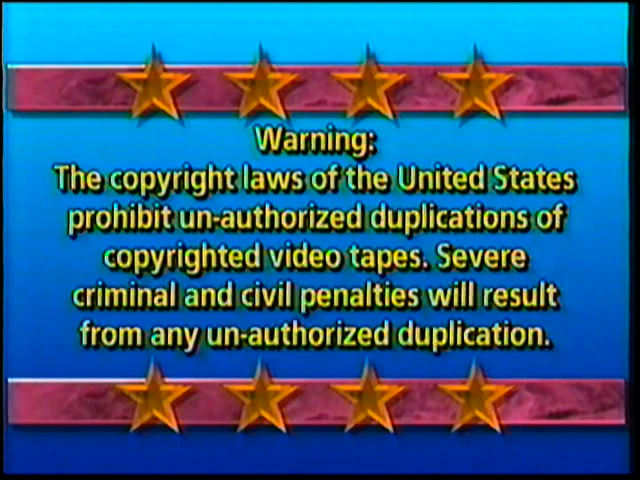 Warning:
The copyright laws of the United States
prohibit un-authorized duplications of
copyrighted video tapes. Severe
criminal and civil penalties will result
from any un-authorized duplication.